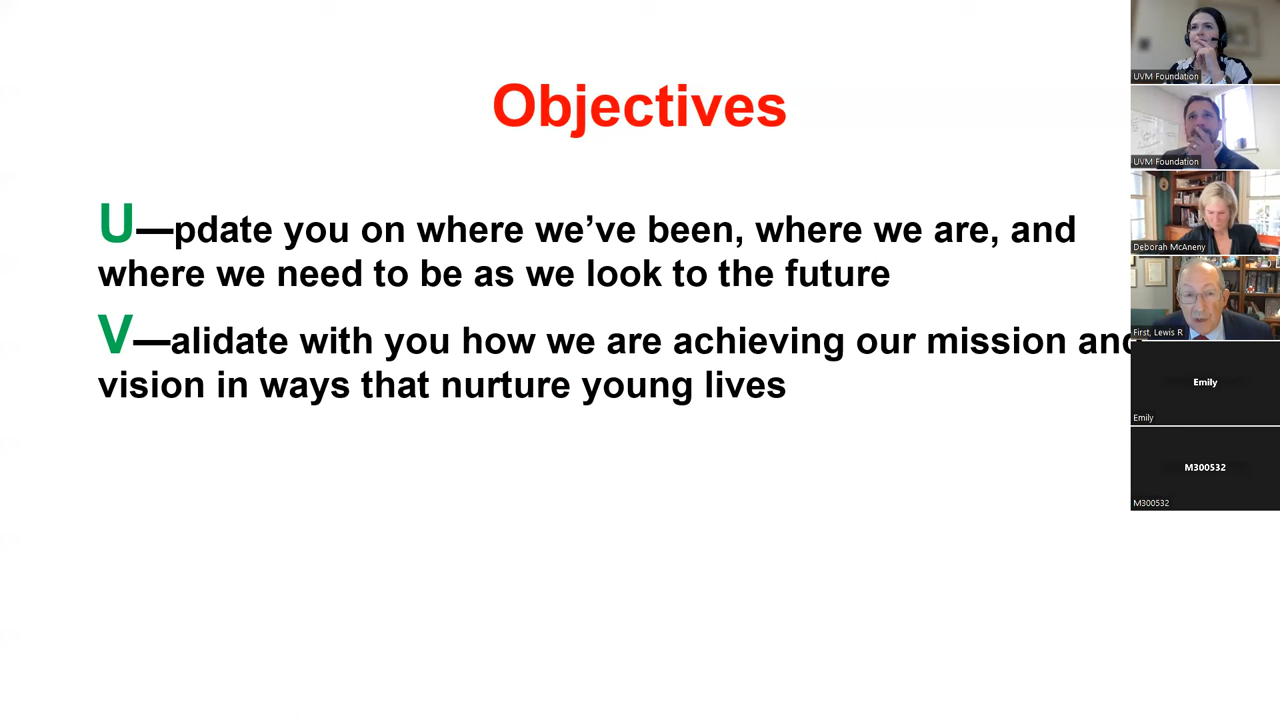 Objectives
U—pdate you on where we’ve been, where we are, and
where we need to be as we look to the future
V—alidate with you how we are achieving our mission and
vision in ways that nurture young lives
UVM Foundation
UVM Foundation
Deborah McAneny
First, Lewis R
Emily
Emily
M300532
M300532